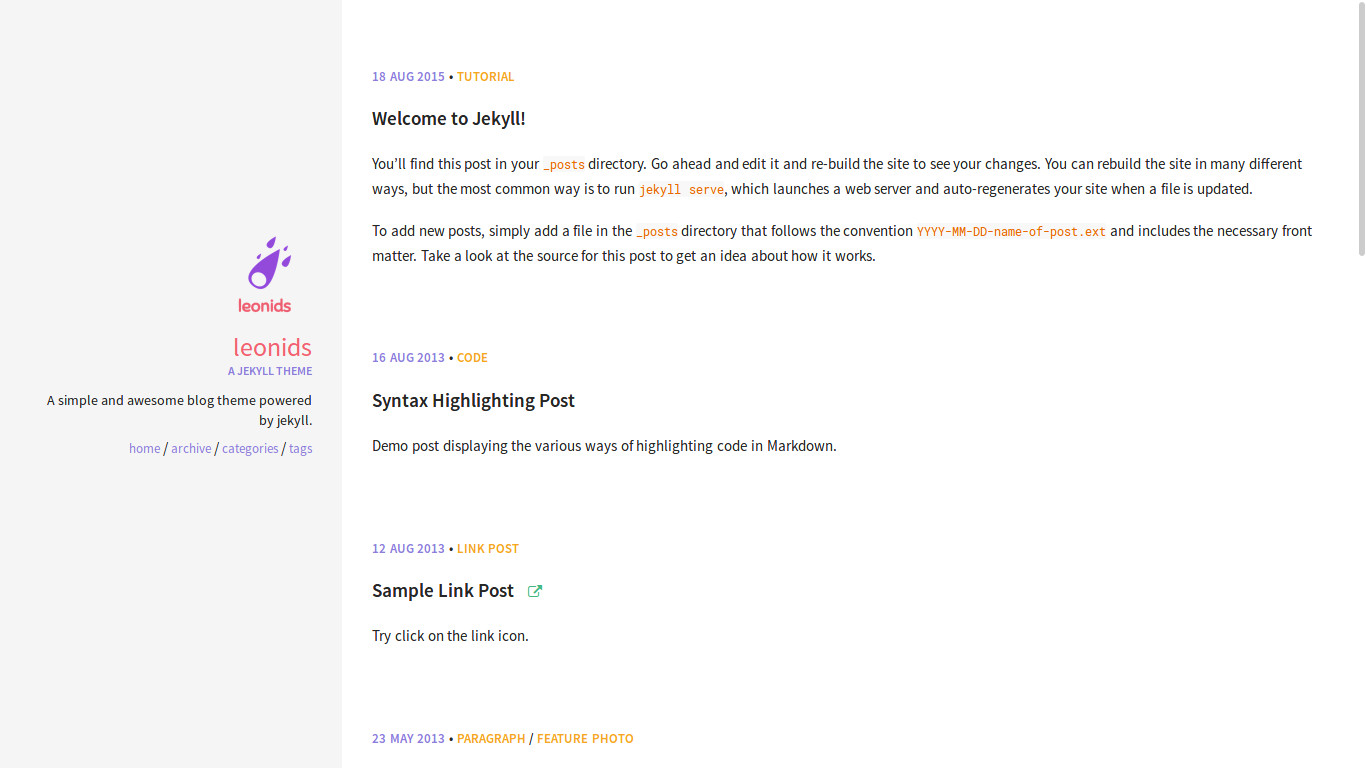 leonids
leonids
A JEKYLL THEME
A simple and awesome blog theme powered
by jekyll.
home / archive / categories / tags
18 AUG 2015 • TUTORIAL
Welcome to Jekyll!
You’ll find this post in your _posts directory. Go ahead and edit it and re-build the site to see your changes. You can rebuild the site in many different
ways, but the most common way is to run jekyll serve, which launches a web server and auto-regenerates your site when a file is updated.
To add new posts, simply add a file in the _posts directory that follows the convention YYYY-MM-DD-name-of-post.ext and includes the necessary front
matter. Take a look at the source for this post to get an idea about how it works.
16 AUG 2013 • CODE
Syntax Highlighting Post
Demo post displaying the various ways of highlighting code in Markdown.
12 AUG 2013 • LINK POST
Sample Link Post
Try click on the link icon.
23 MAY 2013 • PARAGRAPH / FEATURE PHOTO